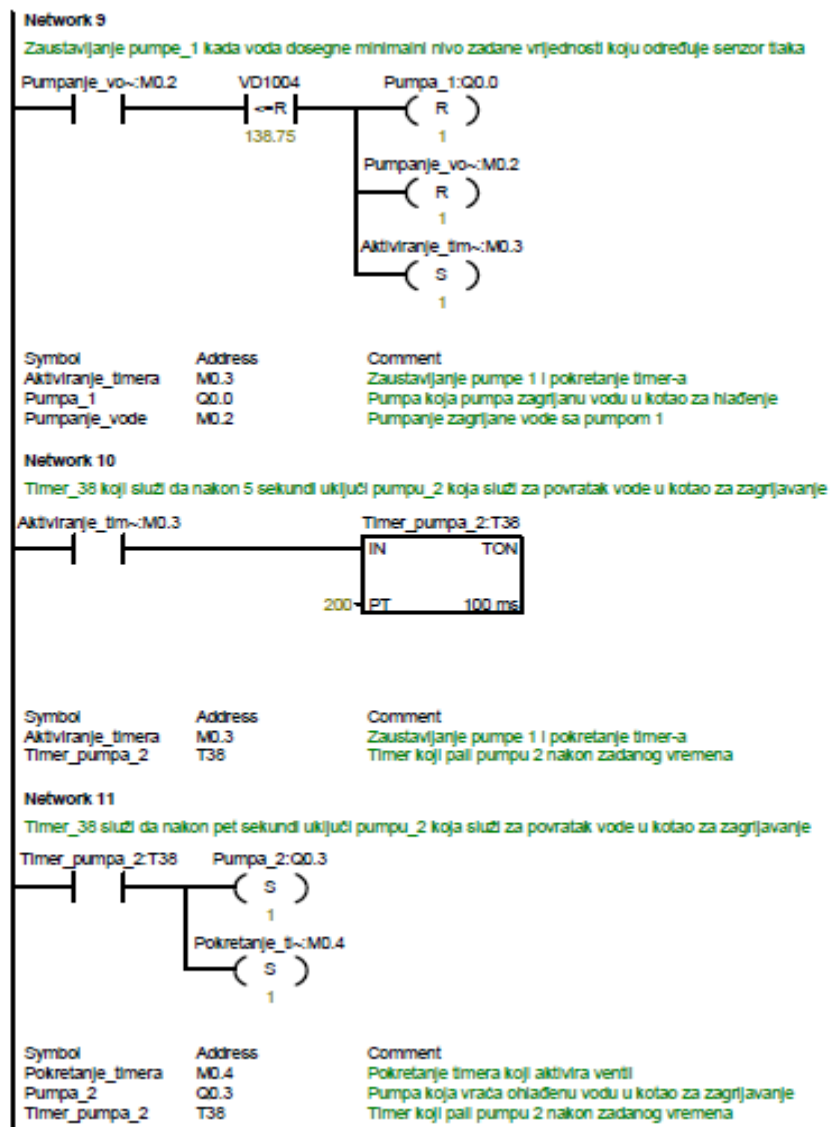 Network 9
Zaustavljanje pumpe_1 kada voda dosegne minimalni nivo zadane vrijednosti koju određuje senzor tlaka
Pumpanje_vo~:M0.2 VD1004 Pumpa_1:Q0.0
<=R R
138.75 1
Pumpanje_vo~:M0.2
R
1
Aktiviranje_tim~:M0.3
S
1
Symbol Address Comment
Aktiviranje_timera M0.3 Zaustavljanje pumpe 1 i pokretanje timer-a
Pumpa_1 Q0.0 Pumpa koja pumpa zagrijanu vodu u kotao za hlađenje
Pumpanje_vode M0.2 Pumpanje zagrijane vode sa pumpom 1
Network 10
Timer_38 koji služi da nakon 5 sekundi uključi pumpu_2 koja služi za povratak vode u kotao za zagrijavanje
Aktiviranje_tim~:M0.3 Timer_pumpa_2:T38
IN TON
200 PT 100 ms
Symbol Address Comment
Aktiviranje_timera M0.3 Zaustavljanje pumpe 1 i pokretanje timer-a
Timer_pumpa_2 T38 Timer koji pali pumpu 2 nakon zadanog vremena
Network 11
Timer_38 služi da nakon pet sekundi uključi pumpu_2 koja služi za povratak vode u kotao za zagrijavanje
Timer_pumpa_2:T38 Pumpa_2:Q0.3
S
1
Pokretanje_ti~:M0.4
S
1
Symbol Address Comment
Pokretanje_timera M0.4 Pokretanje timera koji aktivira ventil
Pumpa_2 Q0.3 Pumpa koja vraća ohlađenu vodu u kotao za zagrijavanje
Timer_pumpa_2 T38 Timer koji pali pumpu 2 nakon zadanog vremena